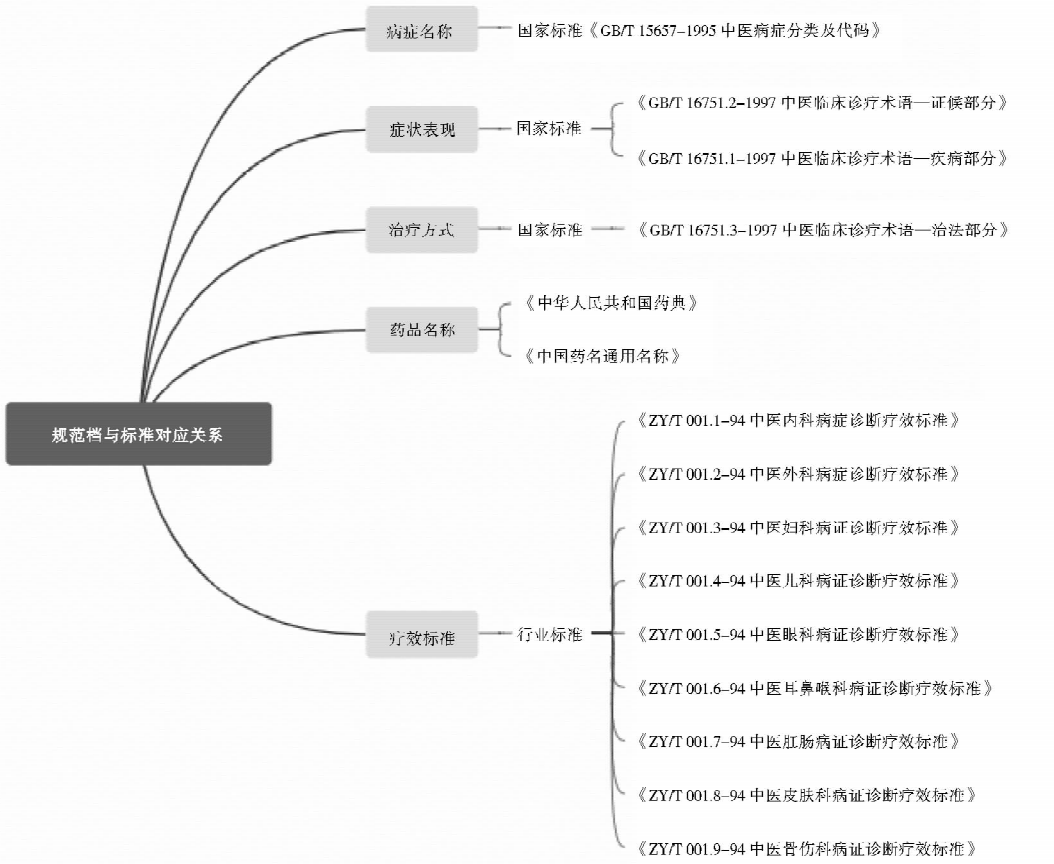 病症名称
国家标准《GB/T 15657–1995 中医病症分类及代码》
症状表现
国家标准
《GB/T 16751.2–1997 中医临床诊疗术语—证候部分》
《GB/T 16751.1–1997 中医临床诊疗术语—疾病部分》
治疗方式
国家标准
《GB/T 16751.3–1997 中医临床诊疗术语—治法部分》
药品名称
《中华人民共和国药典》
《中国药名通用名称》
规范档与标准对应关系
疗效标准
行业标准
《ZY/T 001.1–94 中医内科病症诊断疗效标准》
《ZY/T 001.2–94 中医外科病症诊断疗效标准》
《ZY/T 001.3–94 中医妇科病证诊断疗效标准》
《ZY/T 001.4–94 中医儿科病证诊断疗效标准》
《ZY/T 001.5–94 中医眼科病证诊断疗效标准》
《ZY/T 001.6–94 中医耳鼻喉科病证诊断疗效标准》
《ZY/T 001.7–94 中医肛肠病证诊断疗效标准》
《ZY/T 001.8–94 中医皮肤科病证诊断疗效标准》
《ZY/T 001.9–94 中医骨伤科病证诊断疗效标准》